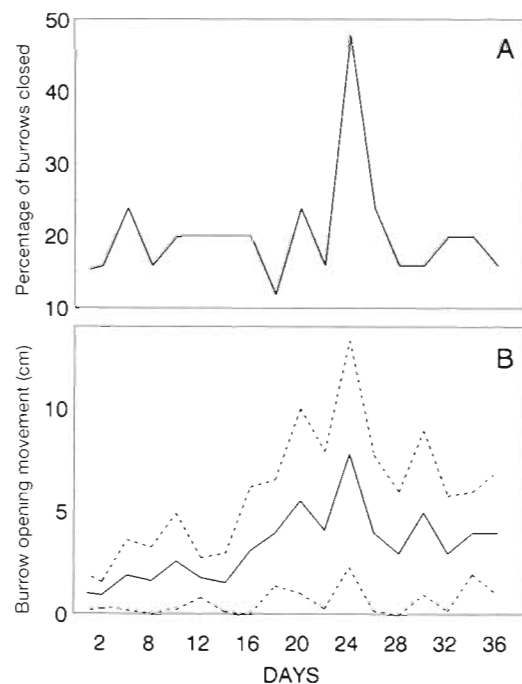 50
A
40
30
20
10
Percentage of burrows closed
B
10
5
0
Burrow opening movement (cm)
2 8 12 16 20 24 28 32 36
DAYS